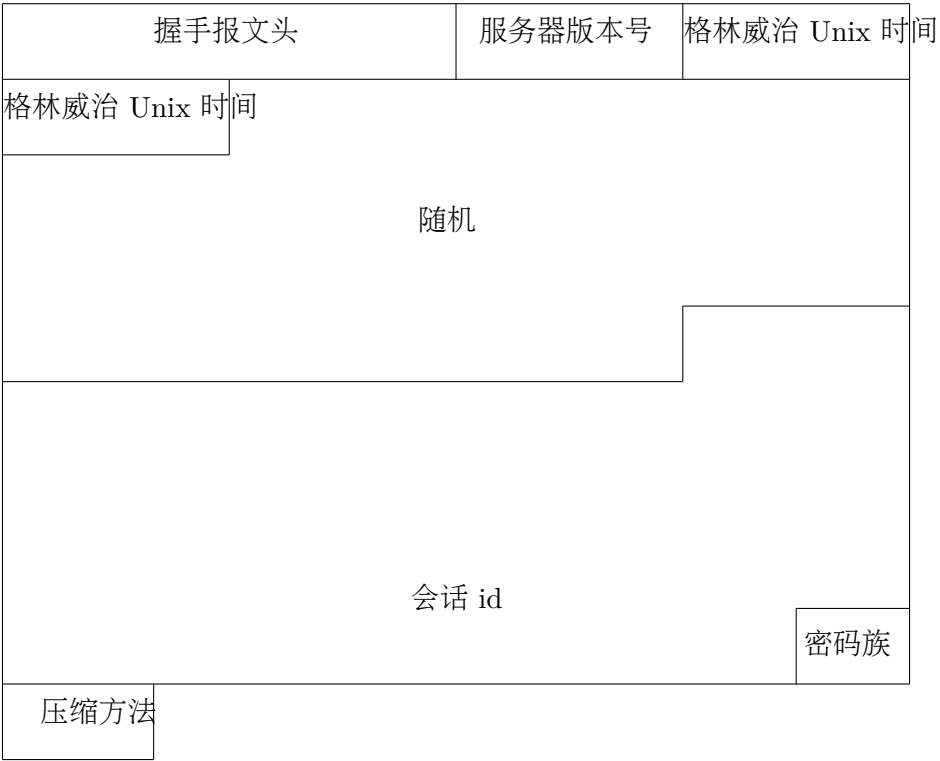 握手报文头
服务器版本号
格林威治 Unix 时间
格林威治 Unix 时间
随机
会话 id
密码族
压缩方法